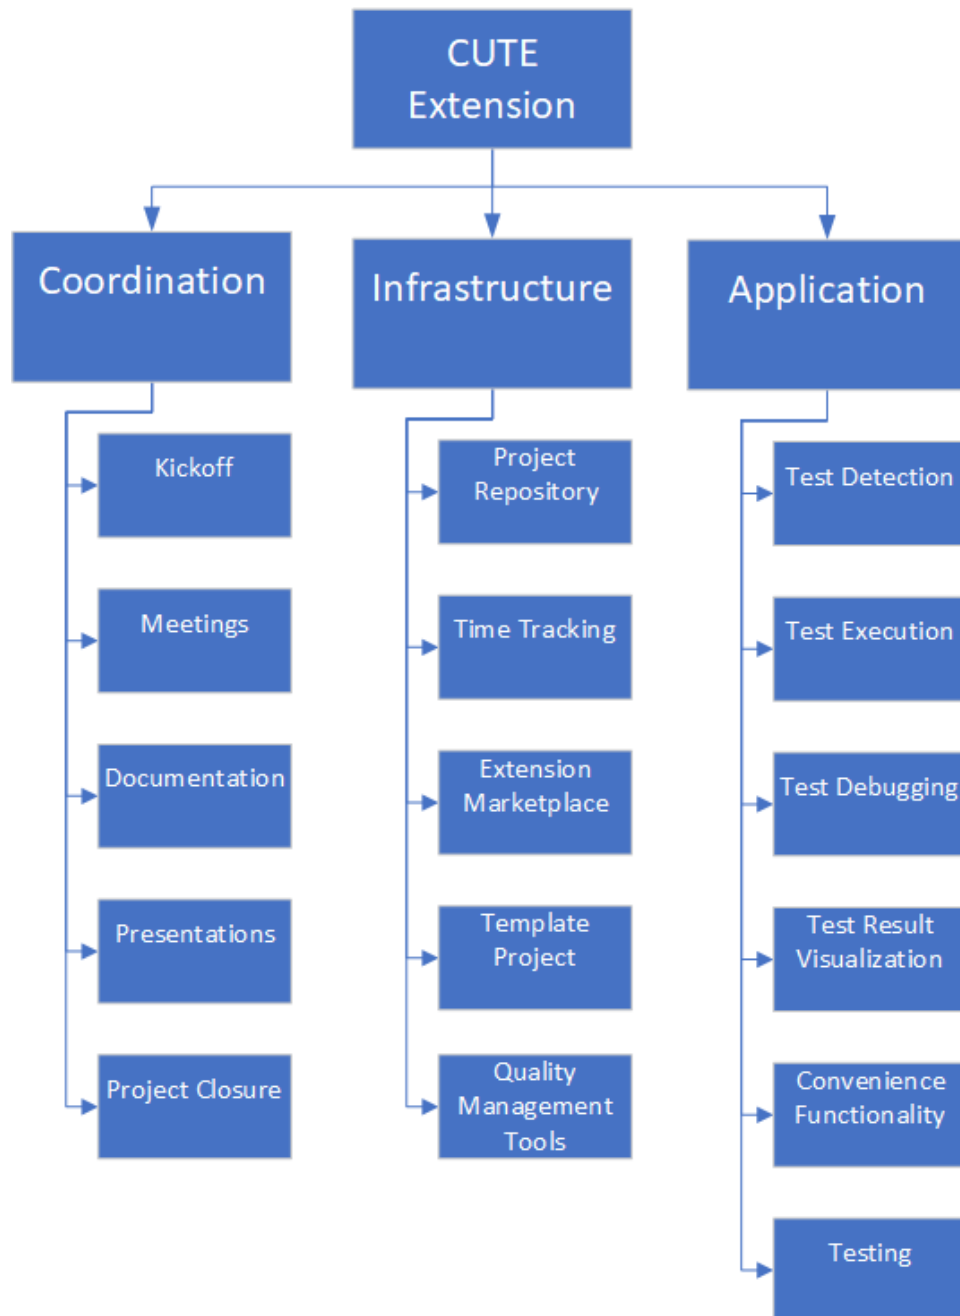 CUTE
Extension
Coordination
Infrastructure
Application
Kickoff
Meetings
Documentation
Presentations
Project Closure
Project
Repository
Time Tracking
Extension
Marketplace
Template
Project
Quality
Management
Tools
Test Detection
Test Execution
Test Debugging
Test Result
Visualization
Convenience
Functionality
Testing